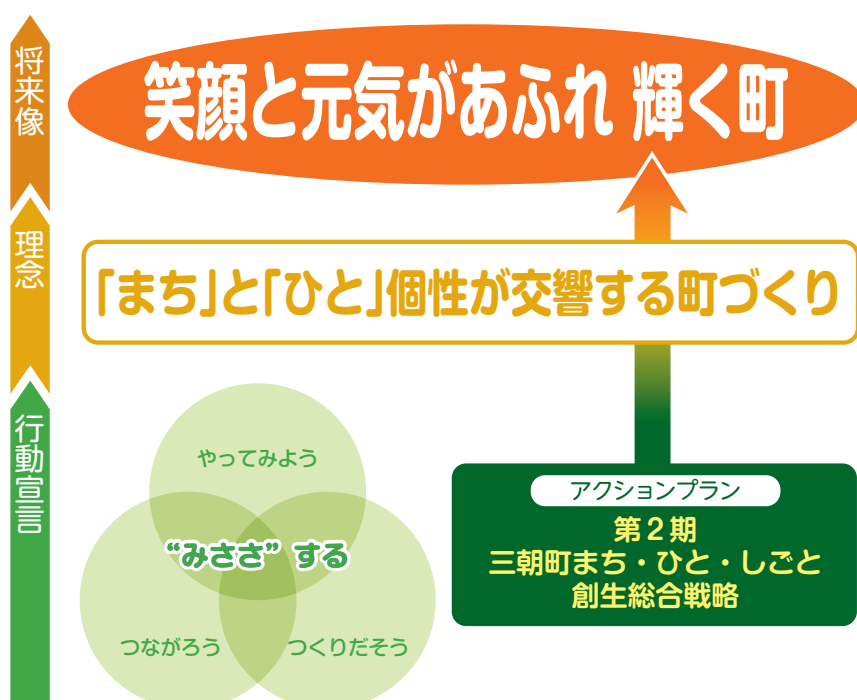 将来像
笑顔と元気があふれ 輝く町
理念
「まち」と「ひと」個性が交響する町づくり
行動宣言
やってみよう
“みささ”する
つながろう
つくりだそう
アクションプラン
第2期
三朝町まち・ひと・しごと
創生総合戦略